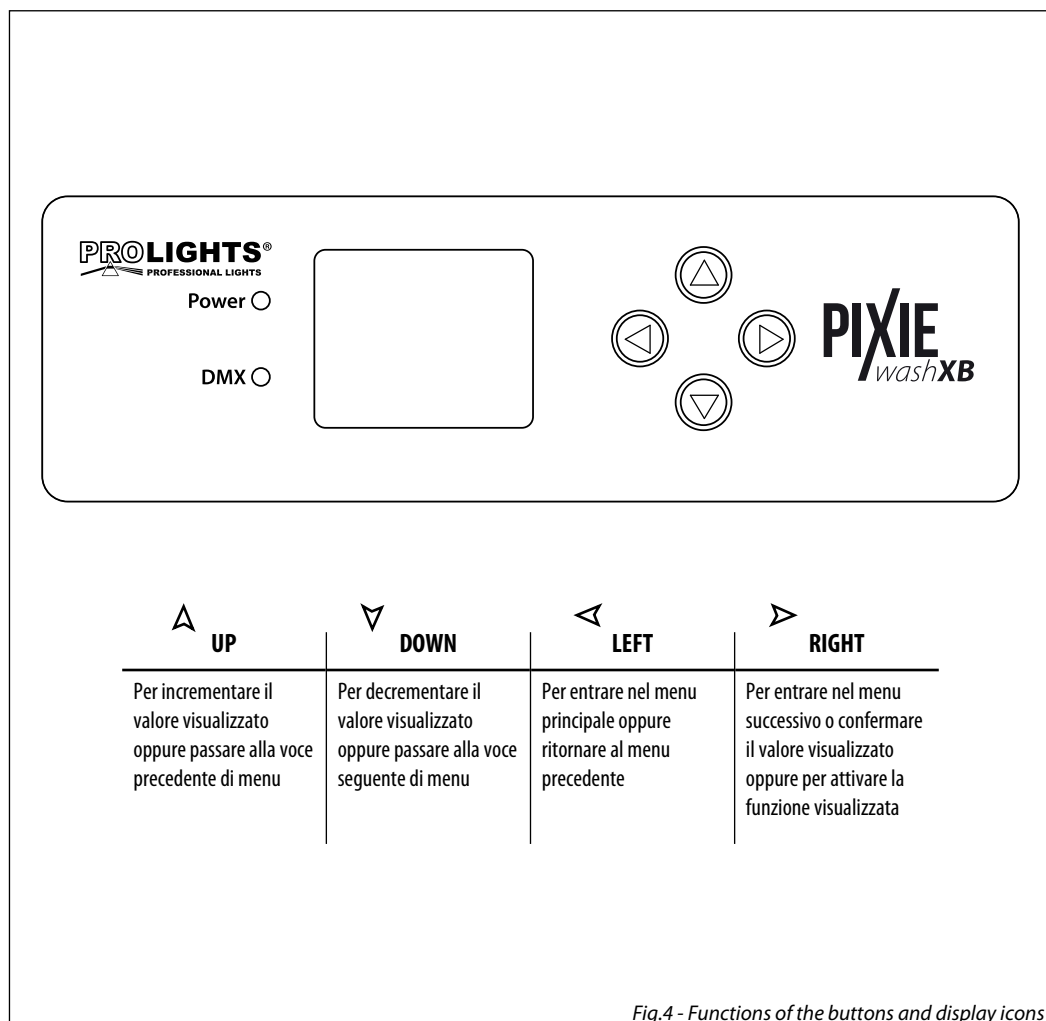 PROLIGHTS®
PROFESSIONAL LIGHTS
Power
DMX
PIXIE
washXB
UP
DOWN
LEFT
RIGHT
Per incrementare il
valore visualizzato
oppure passare alla voce
precedente di menu
Per decrementare il
valore visualizzato
oppure passare alla voce
seguente di menu
Per entrare nel menu
principale oppure
ritornare al menu
precedente
Per entrare nel menu
successivo o confermare
il valore visualizzato
oppure per attivare la
funzione visualizzata
Fig.4 - Functions of the buttons and display icons